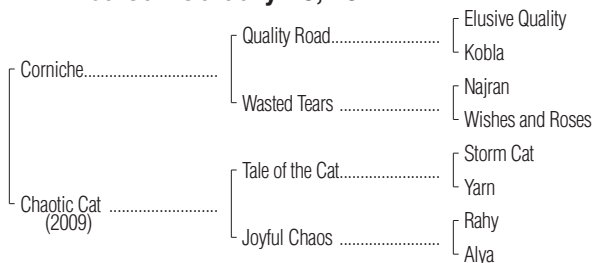 Elusive Quality
Quality Road
Kobla
Corniche
Najran
Wasted Tears
Wishes and Roses
Storm Cat
Tale of the Cat
Yarn
Chaotic Cat
(2009)
Rahy
Joyful Chaos
Alya